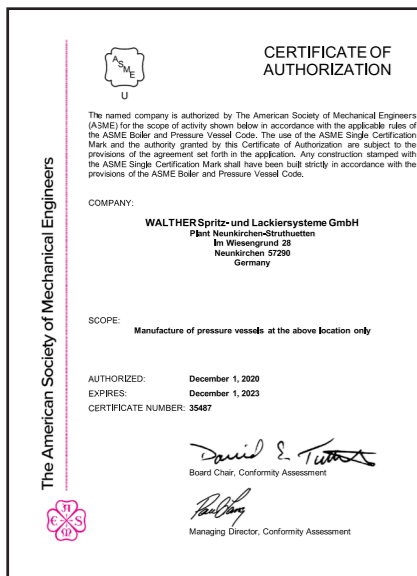 CERTIFICATE OF
AUTHORIZATION
ASME
U
The named company is authorized by The American Society of Mechanical Engineers
(ASME) for the scope of activity shown below in accordance with the applicable rules of
the ASME Boiler and Pressure Vessel Code. The use of the ASME Single Certification
Mark and the authority granted by this Certificate of Authorization are subject to the
provisions of the agreement set forth in the application. Any construction stamped with
the ASME Single Certification Mark shall have been built strictly in accordance with the
provisions of the ASME Boiler and Pressure Vessel Code.
COMPANY:
WALTHER Spritz- und Lackiersysteme GmbH
Plant Neunkirchen-Struthuetten
Im Wiesengrund 28
Neunkirchen 57290
Germany
SCOPE:
Manufacture of pressure vessels at the above location only
AUTHORIZED: December 1, 2020
EXPIRES: December 1, 2023
CERTIFICATE NUMBER: 35487
Board Chair, Conformity Assessment
Managing Director, Conformity Assessment
The American Society of Mechanical Engineers
ASME